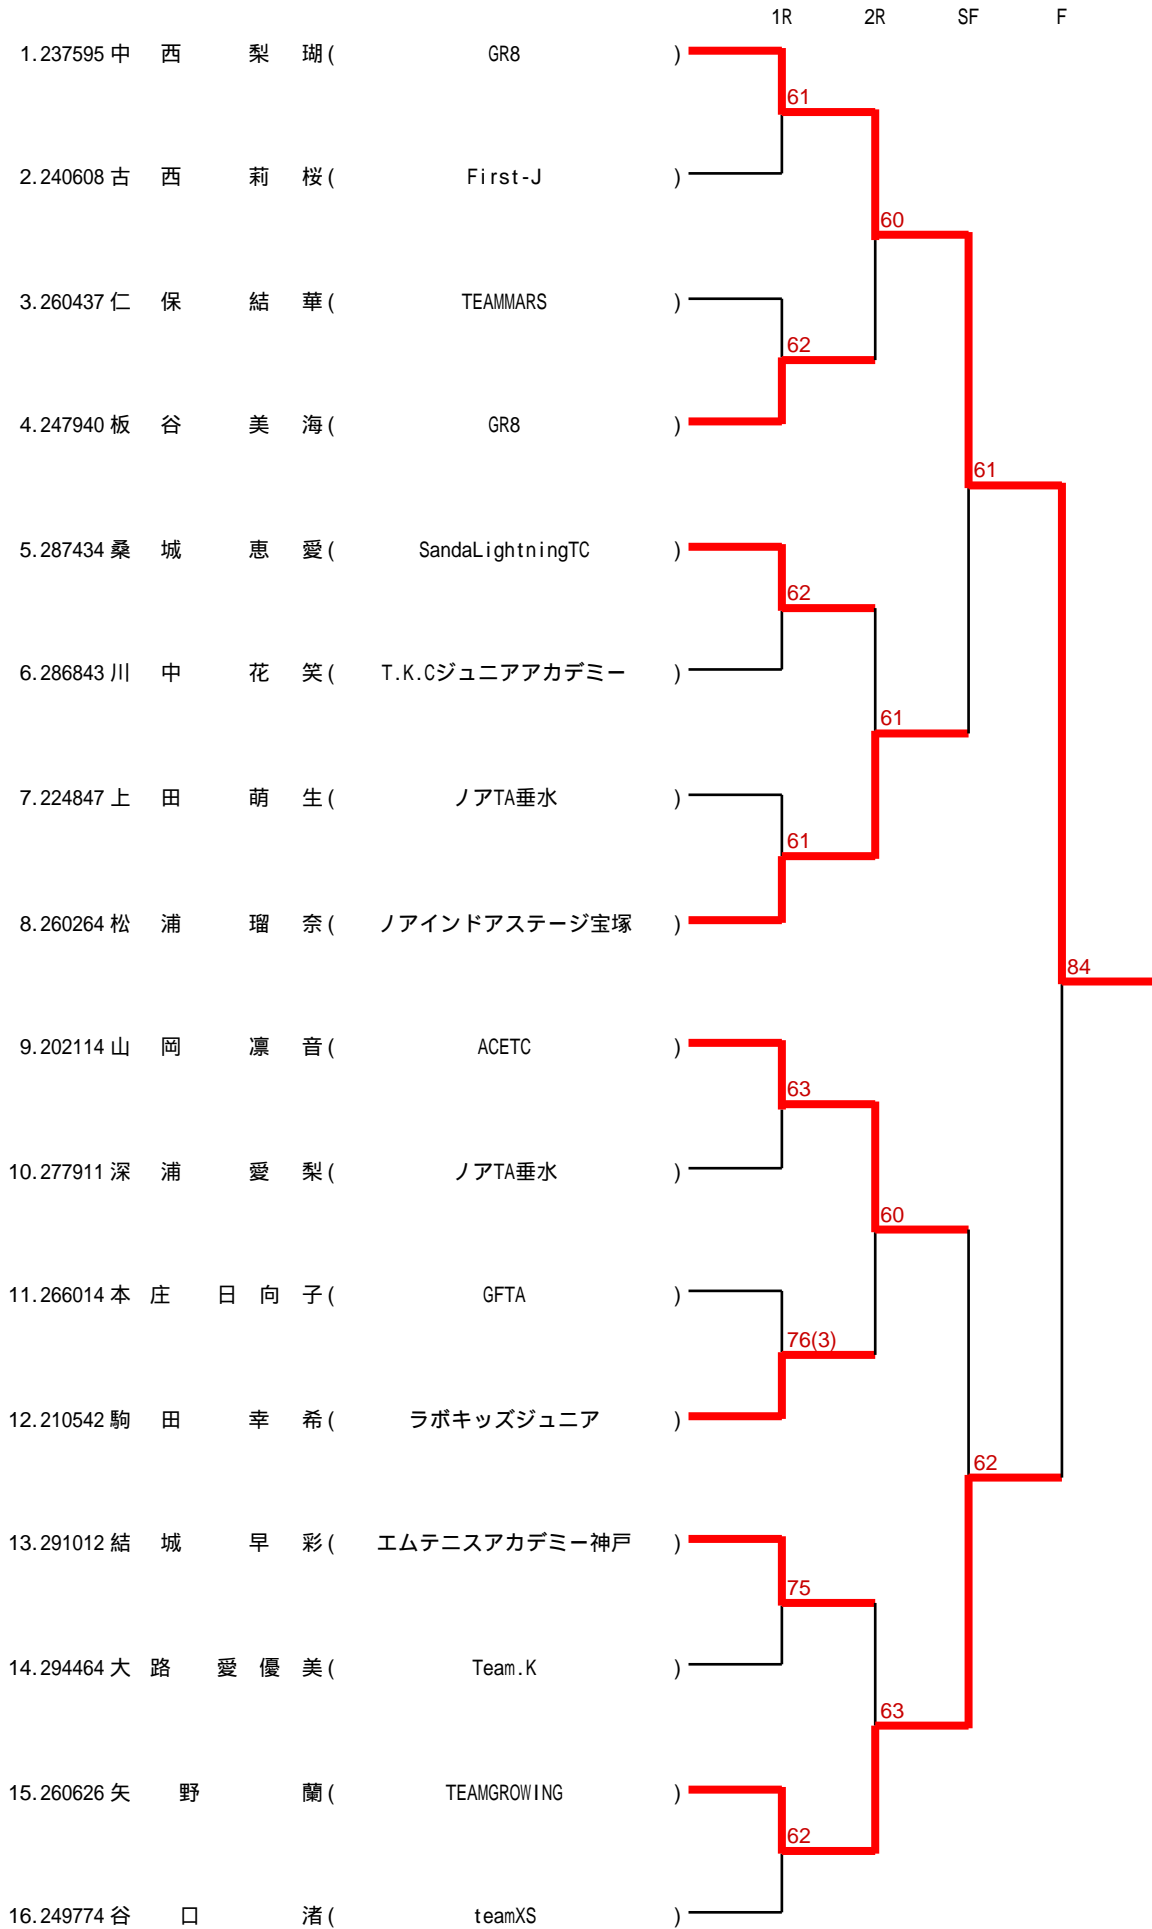 1R 2R SF F
1.237595 中 西 梨 瑚( GR8 )
61
2.240608 古 西 莉 桜( First-J )
60
3.260437 仁 保 結 華( TEAMMARS )
62
4.247940 板 谷 美 海( GR8 )
61
5.287434 桑 城 恵 愛( SandaLightningTC )
62
6.286843 川 中 花 笑( T.K.Cジュニアアカデミー )
61
7.224847 上 田 萌 生( ノアTA垂水 )
61
8.260264 松 浦 瑠 奈( ノアインドアステージ宝塚 )
84
9.202114 山 岡 凛 音( ACETC )
63
10.277911 深 浦 愛 梨( ノアTA垂水 )
60
11.266014 本 庄 日 向 子( GFTA )
76(3)
12.210542 駒 田 幸 希( ラボキッズジュニア )
62
13.291012 結 城 早 彩( エムテニスアカデミー神戸 )
75
14.294464 大 路 愛 優 美( Team.K )
63
15.260626 矢 野 蘭( TEAMGROWING )
62
16.249774 谷 口 渚( teamXS )